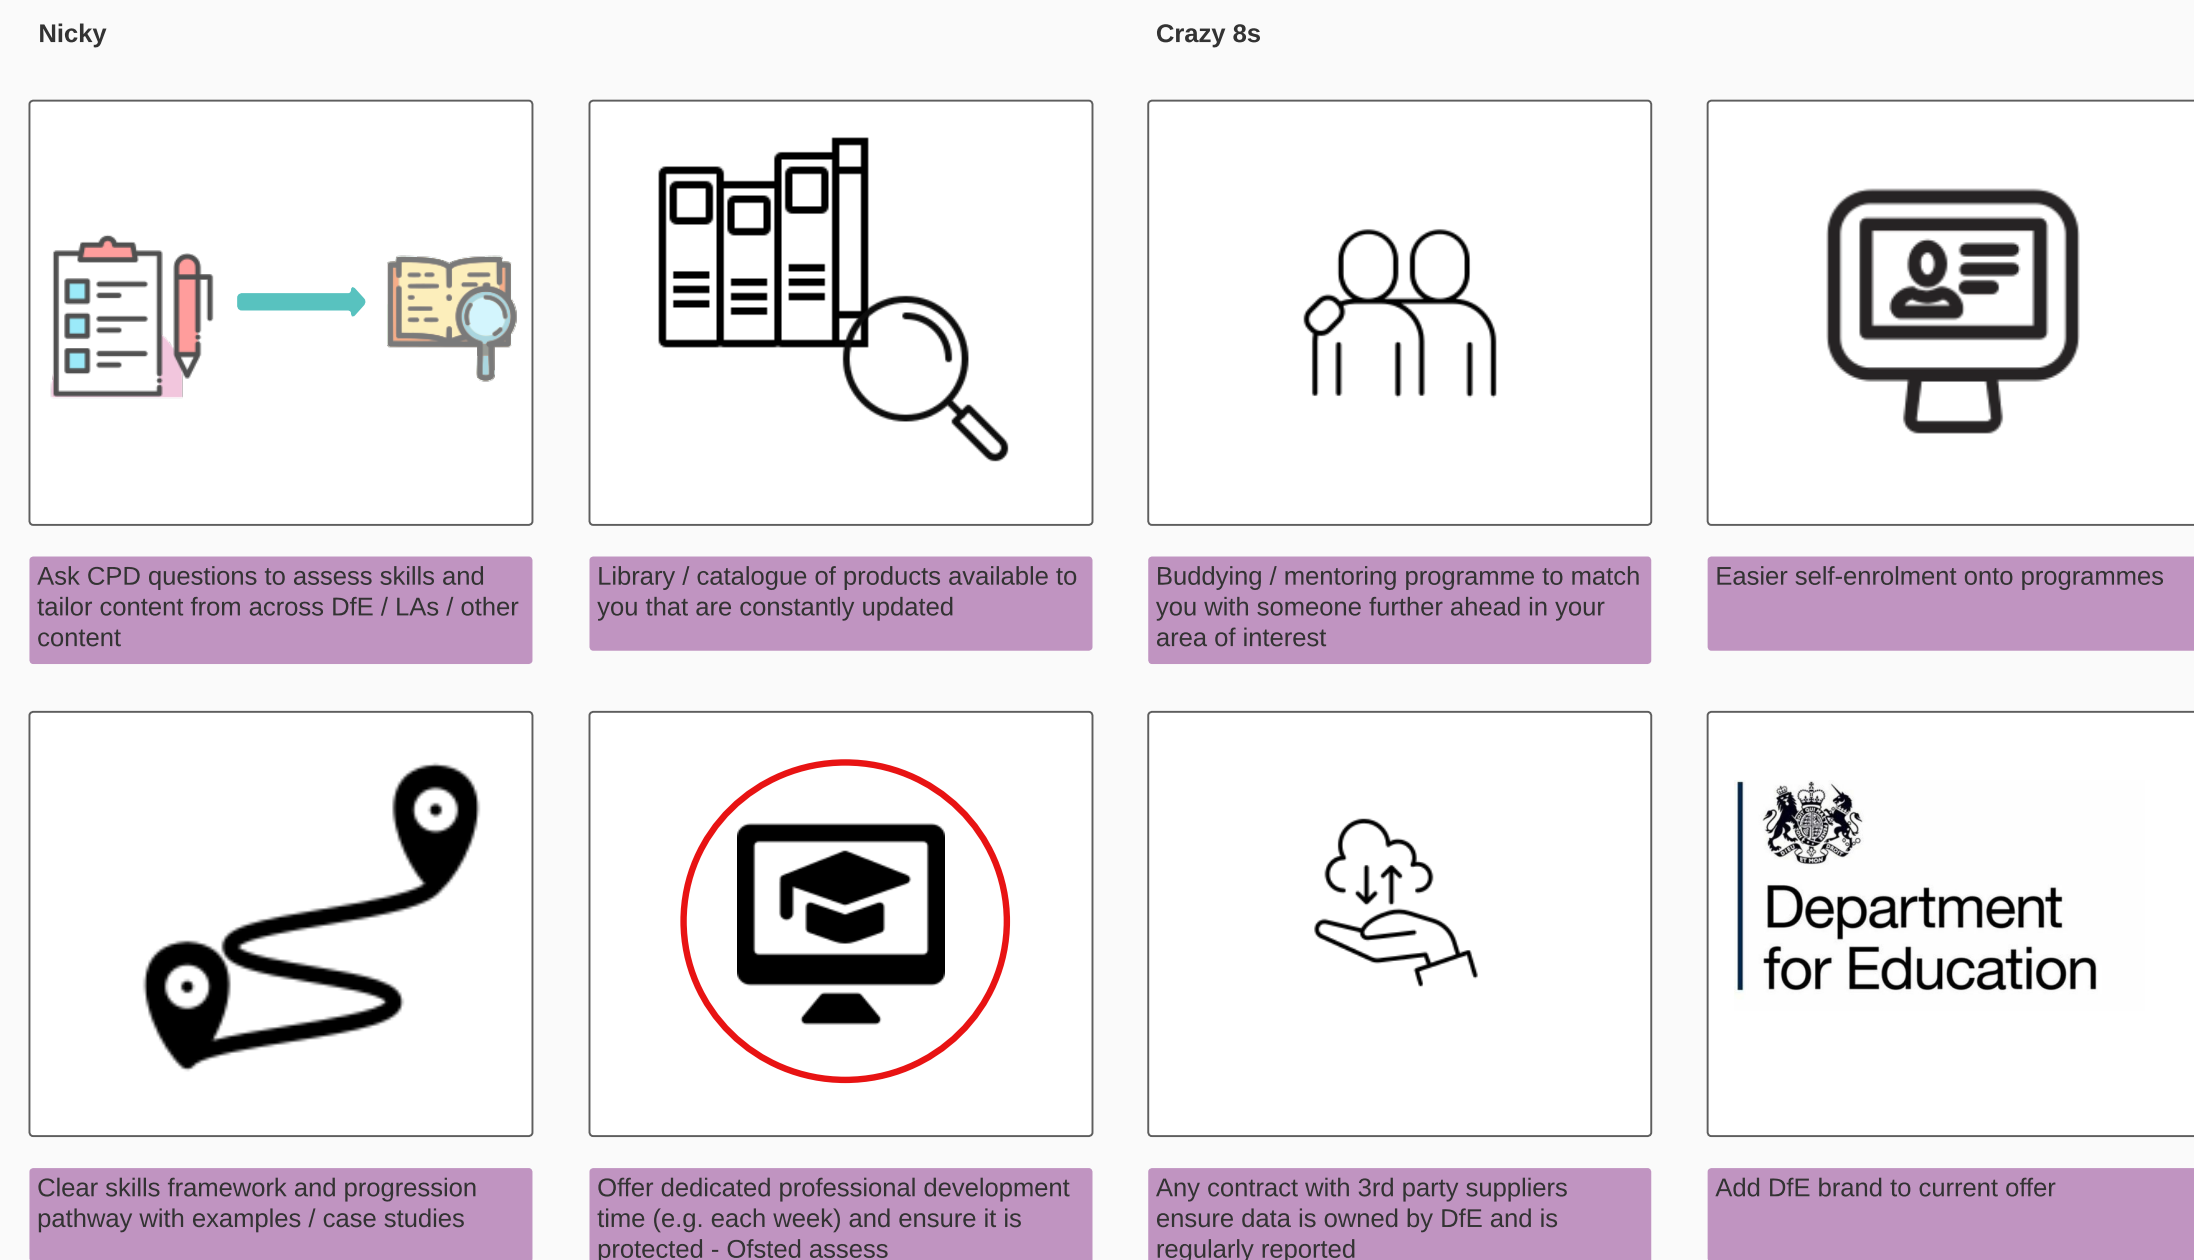 Nicky
Crazy 8s
Ask CPD questions to assess skills and
tailor content from across DfE / LAs / other
content
Library / catalogue of products available to
you that are constantly updated
Buddying / mentoring programme to match
you with someone further ahead in your
area of interest
Easier self-enrolment onto programmes
Department
for Education
Clear skills framework and progression
pathway with examples / case studies
Offer dedicated professional development
time (e.g. each week) and ensure it is
protected - Ofsted assess
Any contract with 3rd party suppliers
ensure data is owned by DfE and is
regularly reported
Add DfE brand to current offer